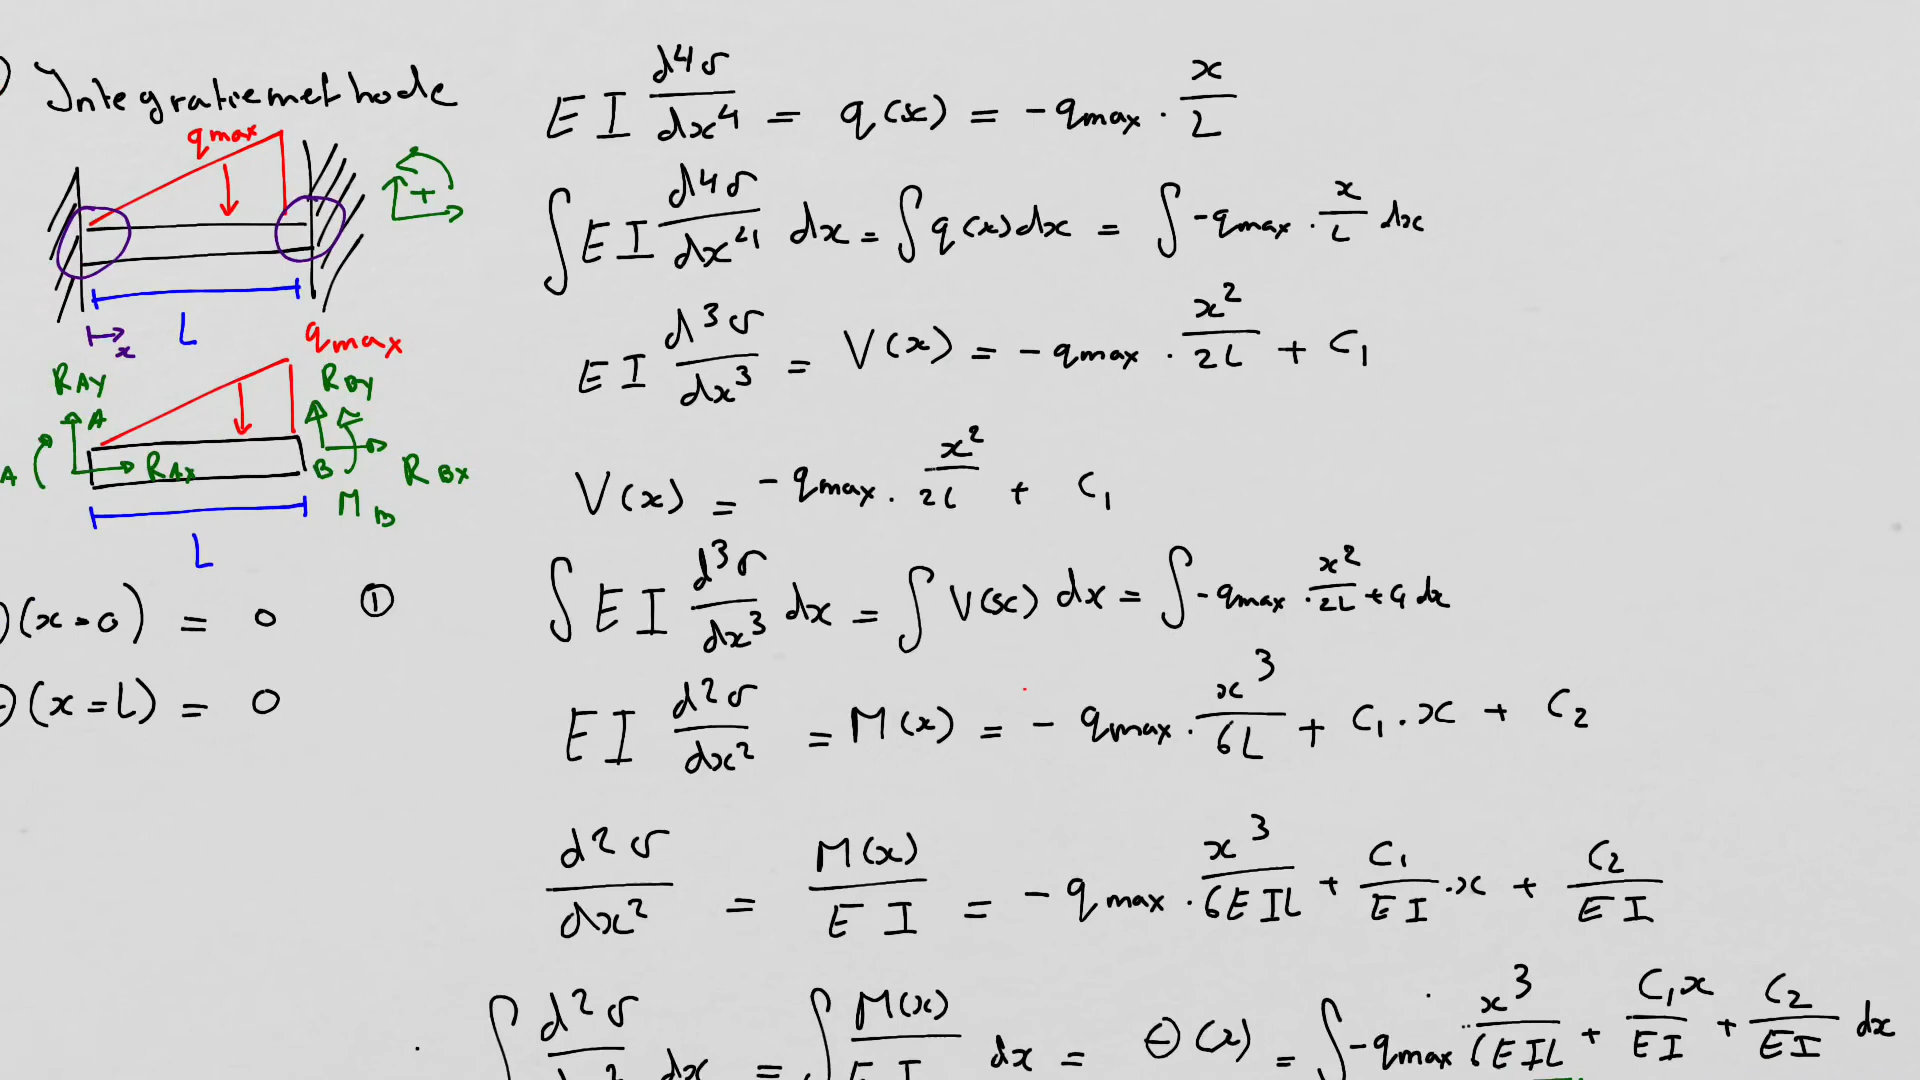 Integratiemethode
qmax
+
L
x
qmax
RAY
RBY
A
A
RAx
B
R Bx
MB
L
(x=0) = 0 ①
Θ(x=L) = 0
EI d⁴v/dx⁴ = q(x) = -qmax · x/L
∫EI d⁴v/dx⁴ dx = ∫q(x)dx = ∫-qmax · x/L dx
EI d³v/dx³ = V(x) = -qmax · x²/2L + C₁
V(x) = -qmax · x²/2L + C₁
∫EI d³v/dx³ dx = ∫V(x) dx = ∫-qmax · x²/2L + C₁ dx
EI d²v/dx² = M(x) = -qmax · x³/6L + C₁·x + C₂
d²v/dx² = M(x)/EI = -qmax · x³/6EIL + C₁/EI ·x + C₂/EI
∫d²v/dx² dx = ∫M(x)/EI dx = Θ(x) = ∫-qmax · x³/6EIL + C₁x/EI + C₂/EI dx